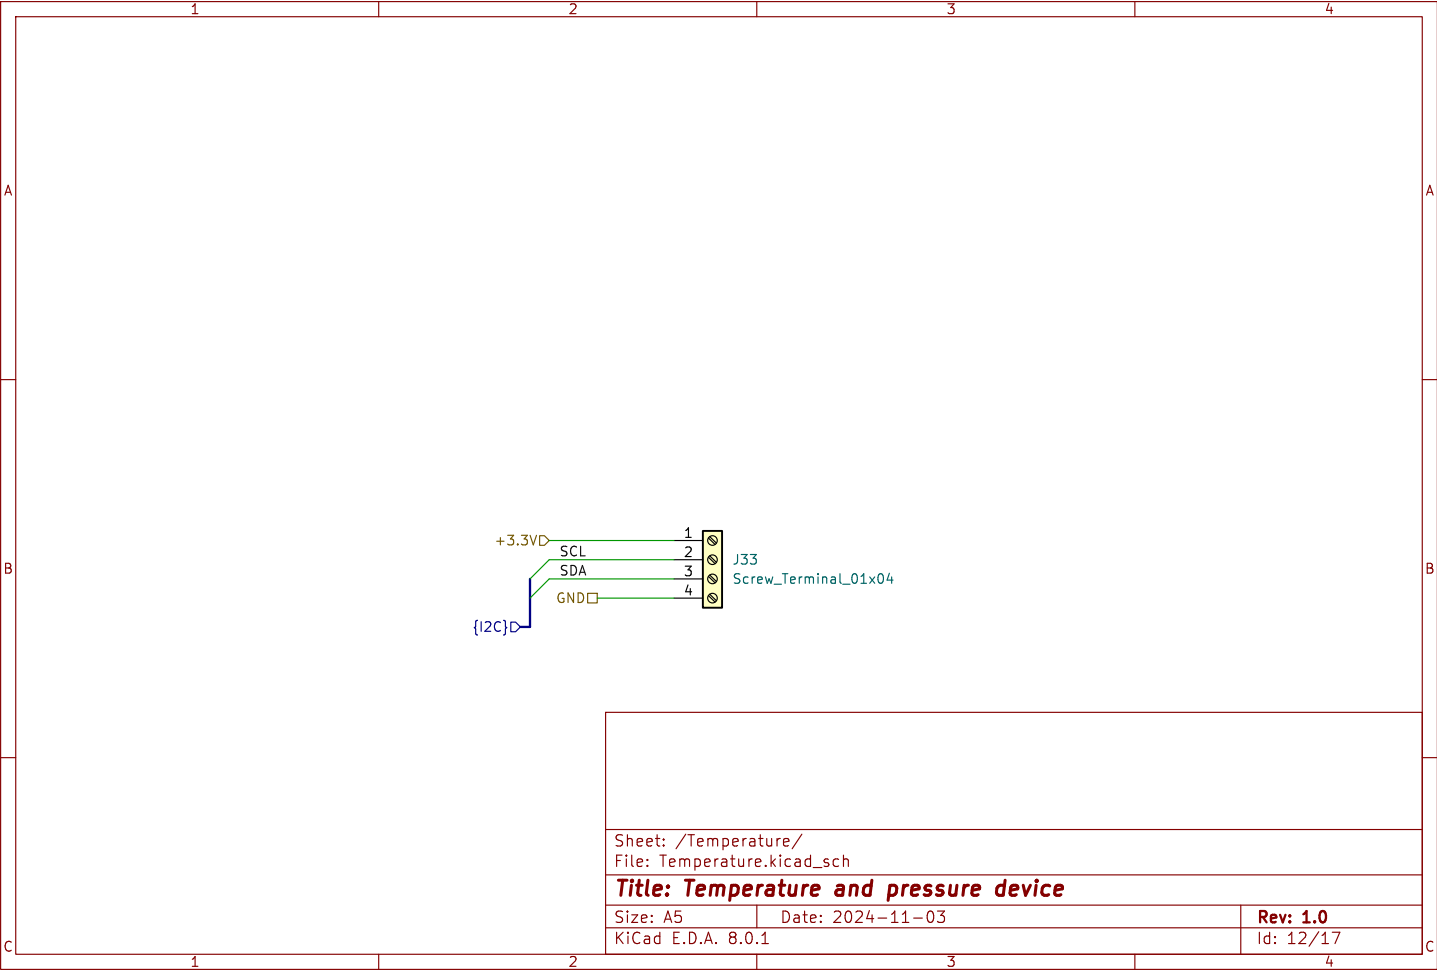 1 2 3 4
A A
+3.3V 1
SCL 2
J33
SDA 3
Screw_Terminal_01x04
GND 4
B B
{I2C}
Sheet: /Temperature/
File: Temperature.kicad_sch
Title: Temperature and pressure device
Size: A5 Date: 2024-11-03 Rev: 1.0
KiCad E.D.A. 8.0.1 Id: 12/17
C C
1 2 3 4